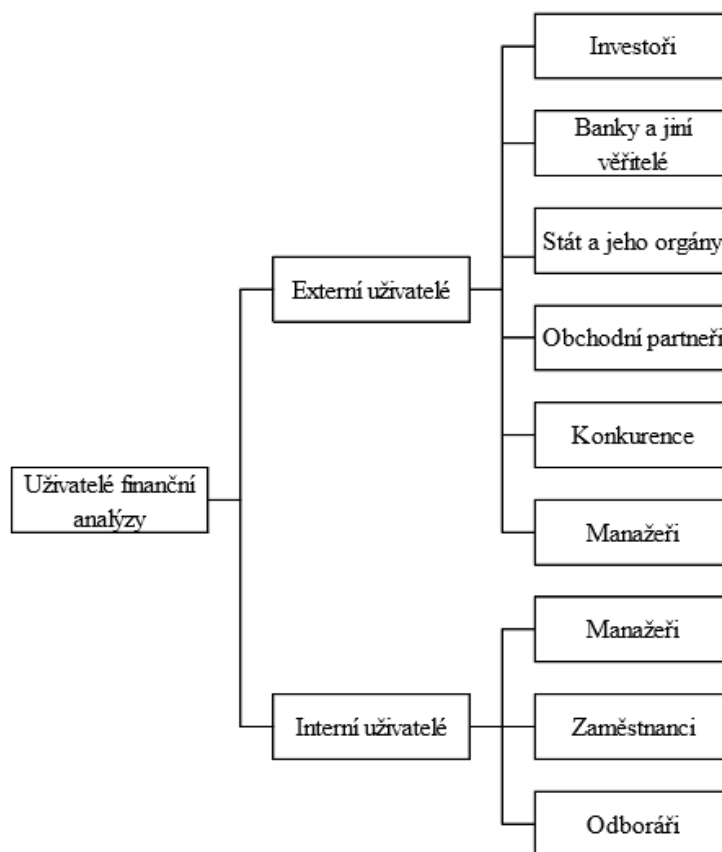 Investoři
Banky a jiní
věřitelé
Stát a jeho orgány
Externí uživatelé
Obchodní partneři
Konkurence
Uživatelé finanční
analýzy
Manažeři
Manažeři
Interní uživatelé
Zaměstnanci
Odboráři